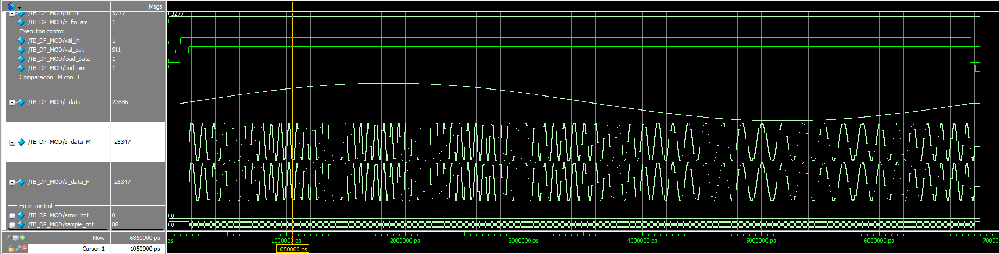 Msgs
/TB_DP_MOD/im_fm 3277 3277
/TB_DP_MOD/c_fm_am 1
Execution control
/TB_DP_MOD/val_in 1
/TB_DP_MOD/val_out St1
/TB_DP_MOD/load_data 1
/TB_DP_MOD/end_sim 1
Comparación _M con _F
/TB_DP_MOD/i_data 23886
/TB_DP_MOD/o_data_M -28347
/TB_DP_MOD/o_data_F -28347
Error control
/TB_DP_MOD/error_cnt 0 0
/TB_DP_MOD/sample_cnt 88 0
Now 6850000 ps ps 1000000 ps 2000000 ps 3000000 ps 4000000 ps 5000000 ps 6000000 ps 70000
Cursor 1 1050000 ps 1050000 ps